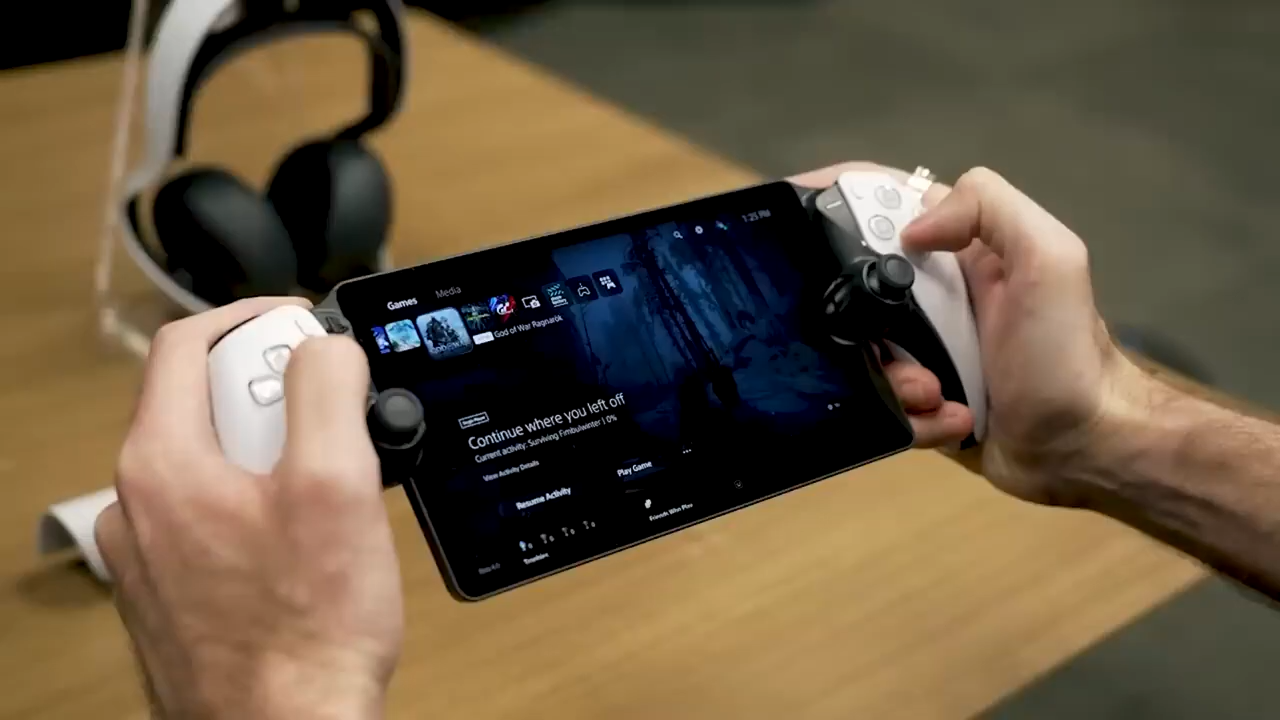 Games Media
1:25 PM
God of War Ragnarök
Continue where you left off
Current activity: Surviving Fimbulwinter | 0%
View Activity Details
Resume Activity
Play Game
Trophies
Friends Who Play